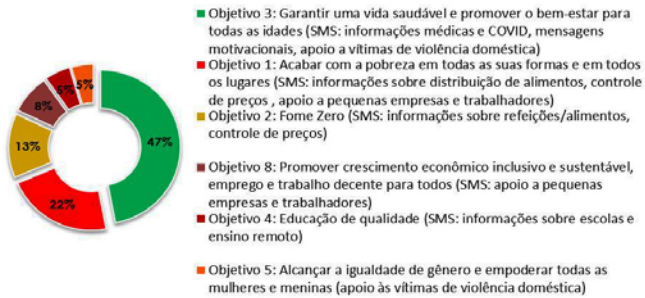 Objetivo 3: Garantir uma vida saudável e promover o bem-estar para
todas as idades (SMS: informações médicas e COVID, mensagens
motivacionais, apoio a vítimas de violência doméstica)
Objetivo 1: Acabar com a pobreza em todas as suas formas e em todos
os lugares (SMS: informações sobre distribuição de alimentos, controle
de preços , apoio a pequenas empresas e trabalhadores)
Objetivo 2: Fome Zero (SMS: informações sobre refeições/alimentos,
controle de preços)
Objetivo 8: Promover crescimento econômico inclusivo e sustentável,
emprego e trabalho decente para todos (SMS: apoio a pequenas
empresas e trabalhadores)
Objetivo 4: Educação de qualidade (SMS: informações sobre escolas e
ensino remoto)
Objetivo 5: Alcançar a igualdade de gênero e empoderar todas as
mulheres e meninas (apoio às vítimas de violência doméstica)
5%
5%
8%
13%
22%
47%